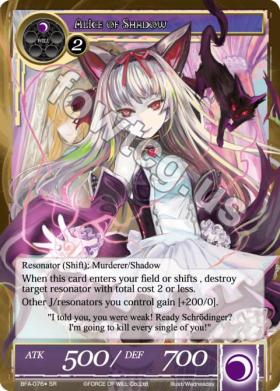 ALICE OF SHADOW
WILL
2
fowtcg.us
Resonator (Shift): Murderer/Shadow
When this card enters your field or shifts , destroy
target resonator with total cost 2 or less.
Other J/resonators you control gain [+200/0].
"I told you, you were weak! Ready Schrödinger?
I'm going to kill every single of you!"
ATK 500/ DEF 700
BFA-076* SR ©FORCE OF WILL Co.,Ltd. Illust/Wednesday